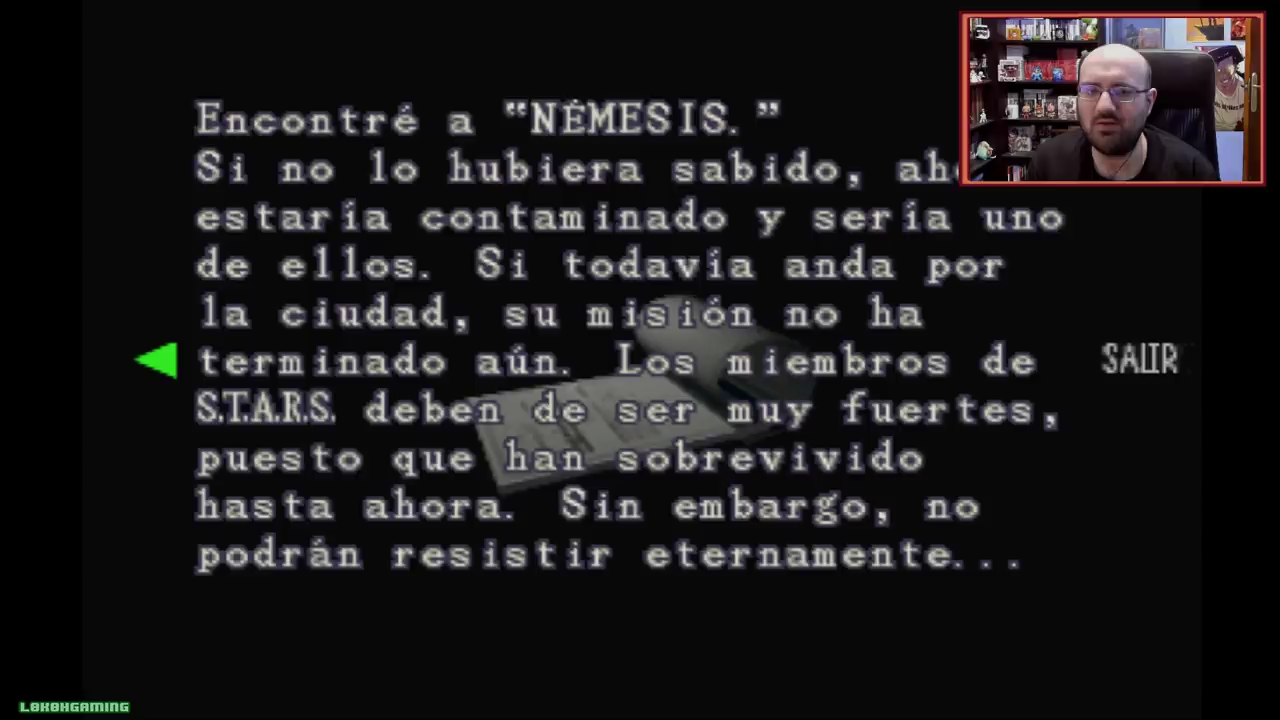 Encontré a "NÉMESIS."
Si no lo hubiera sabido,
estaría contaminado y sería uno
de ellos. Si todavía anda por
la ciudad, su misión no ha
terminado aún. Los miembros de
S.T.A.R.S. deben de ser muy fuertes,
puesto que han sobrevivido
hasta ahora. Sin embargo, no
podrán resistir eternamente...
SALIR
L0K0XGAMING